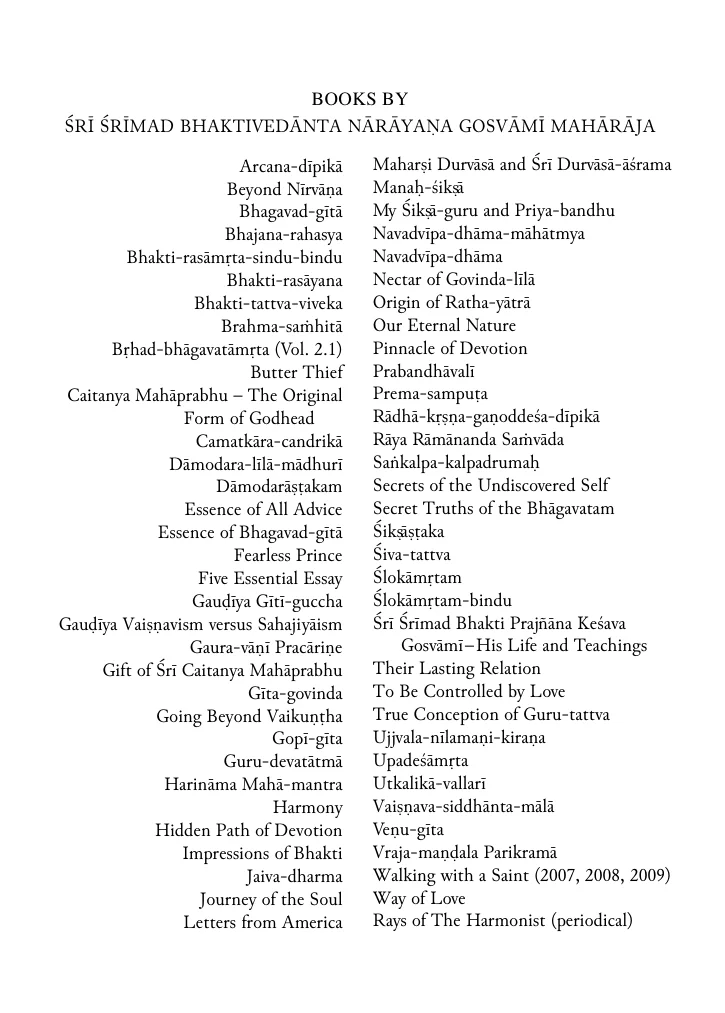 BOOKS BY
ŚRĪ ŚRĪMAD BHAKTIVEDĀNTA NĀRĀYAṆA GOSVĀMĪ MAHĀRĀJA
Arcana-dīpikā
Beyond Nīrvāṇa
Bhagavad-gītā
Bhajana-rahasya
Bhakti-rasāmṛta-sindu-bindu
Bhakti-rasāyana
Bhakti-tattva-viveka
Brahma-saṁhitā
Bṛhad-bhāgavatāmṛta (Vol. 2.1)
Butter Thief
Caitanya Mahāprabhu – The Original
Form of Godhead
Camatkāra-candrikā
Dāmodara-līlā-mādhurī
Dāmodarāṣṭakam
Essence of All Advice
Essence of Bhagavad-gītā
Fearless Prince
Five Essential Essay
Gauḍīya Gītī-guccha
Gauḍīya Vaiṣṇavism versus Sahajiyāism
Gaura-vāṇī Pracāriṇe
Gift of Śrī Caitanya Mahāprabhu
Gīta-govinda
Going Beyond Vaikuṇṭha
Gopī-gīta
Guru-devatātmā
Harināma Mahā-mantra
Harmony
Hidden Path of Devotion
Impressions of Bhakti
Jaiva-dharma
Journey of the Soul
Letters from America
Maharṣi Durvāsā and Śrī Durvāsā-āśrama
Manaḥ-śikṣā
My Śikṣā-guru and Priya-bandhu
Navadvīpa-dhāma-māhātmya
Navadvīpa-dhāma
Nectar of Govinda-līlā
Origin of Ratha-yātrā
Our Eternal Nature
Pinnacle of Devotion
Prabandhāvalī
Prema-sampuṭa
Rādhā-kṛṣṇa-gaṇoddeśa-dīpikā
Rāya Rāmānanda Saṁvāda
Saṅkalpa-kalpadrumaḥ
Secrets of the Undiscovered Self
Secret Truths of the Bhāgavatam
Śikṣāṣṭaka
Śiva-tattva
Ślokāmṛtam
Ślokāmṛtam-bindu
Śrī Śrīmad Bhakti Prajñāna Keśava
Gosvāmī–His Life and Teachings
Their Lasting Relation
To Be Controlled by Love
True Conception of Guru-tattva
Ujjvala-nīlamaṇi-kiraṇa
Upadeśāmṛta
Utkalikā-vallarī
Vaiṣṇava-siddhānta-mālā
Veṇu-gīta
Vraja-maṇḍala Parikramā
Walking with a Saint (2007, 2008, 2009)
Way of Love
Rays of The Harmonist (periodical)